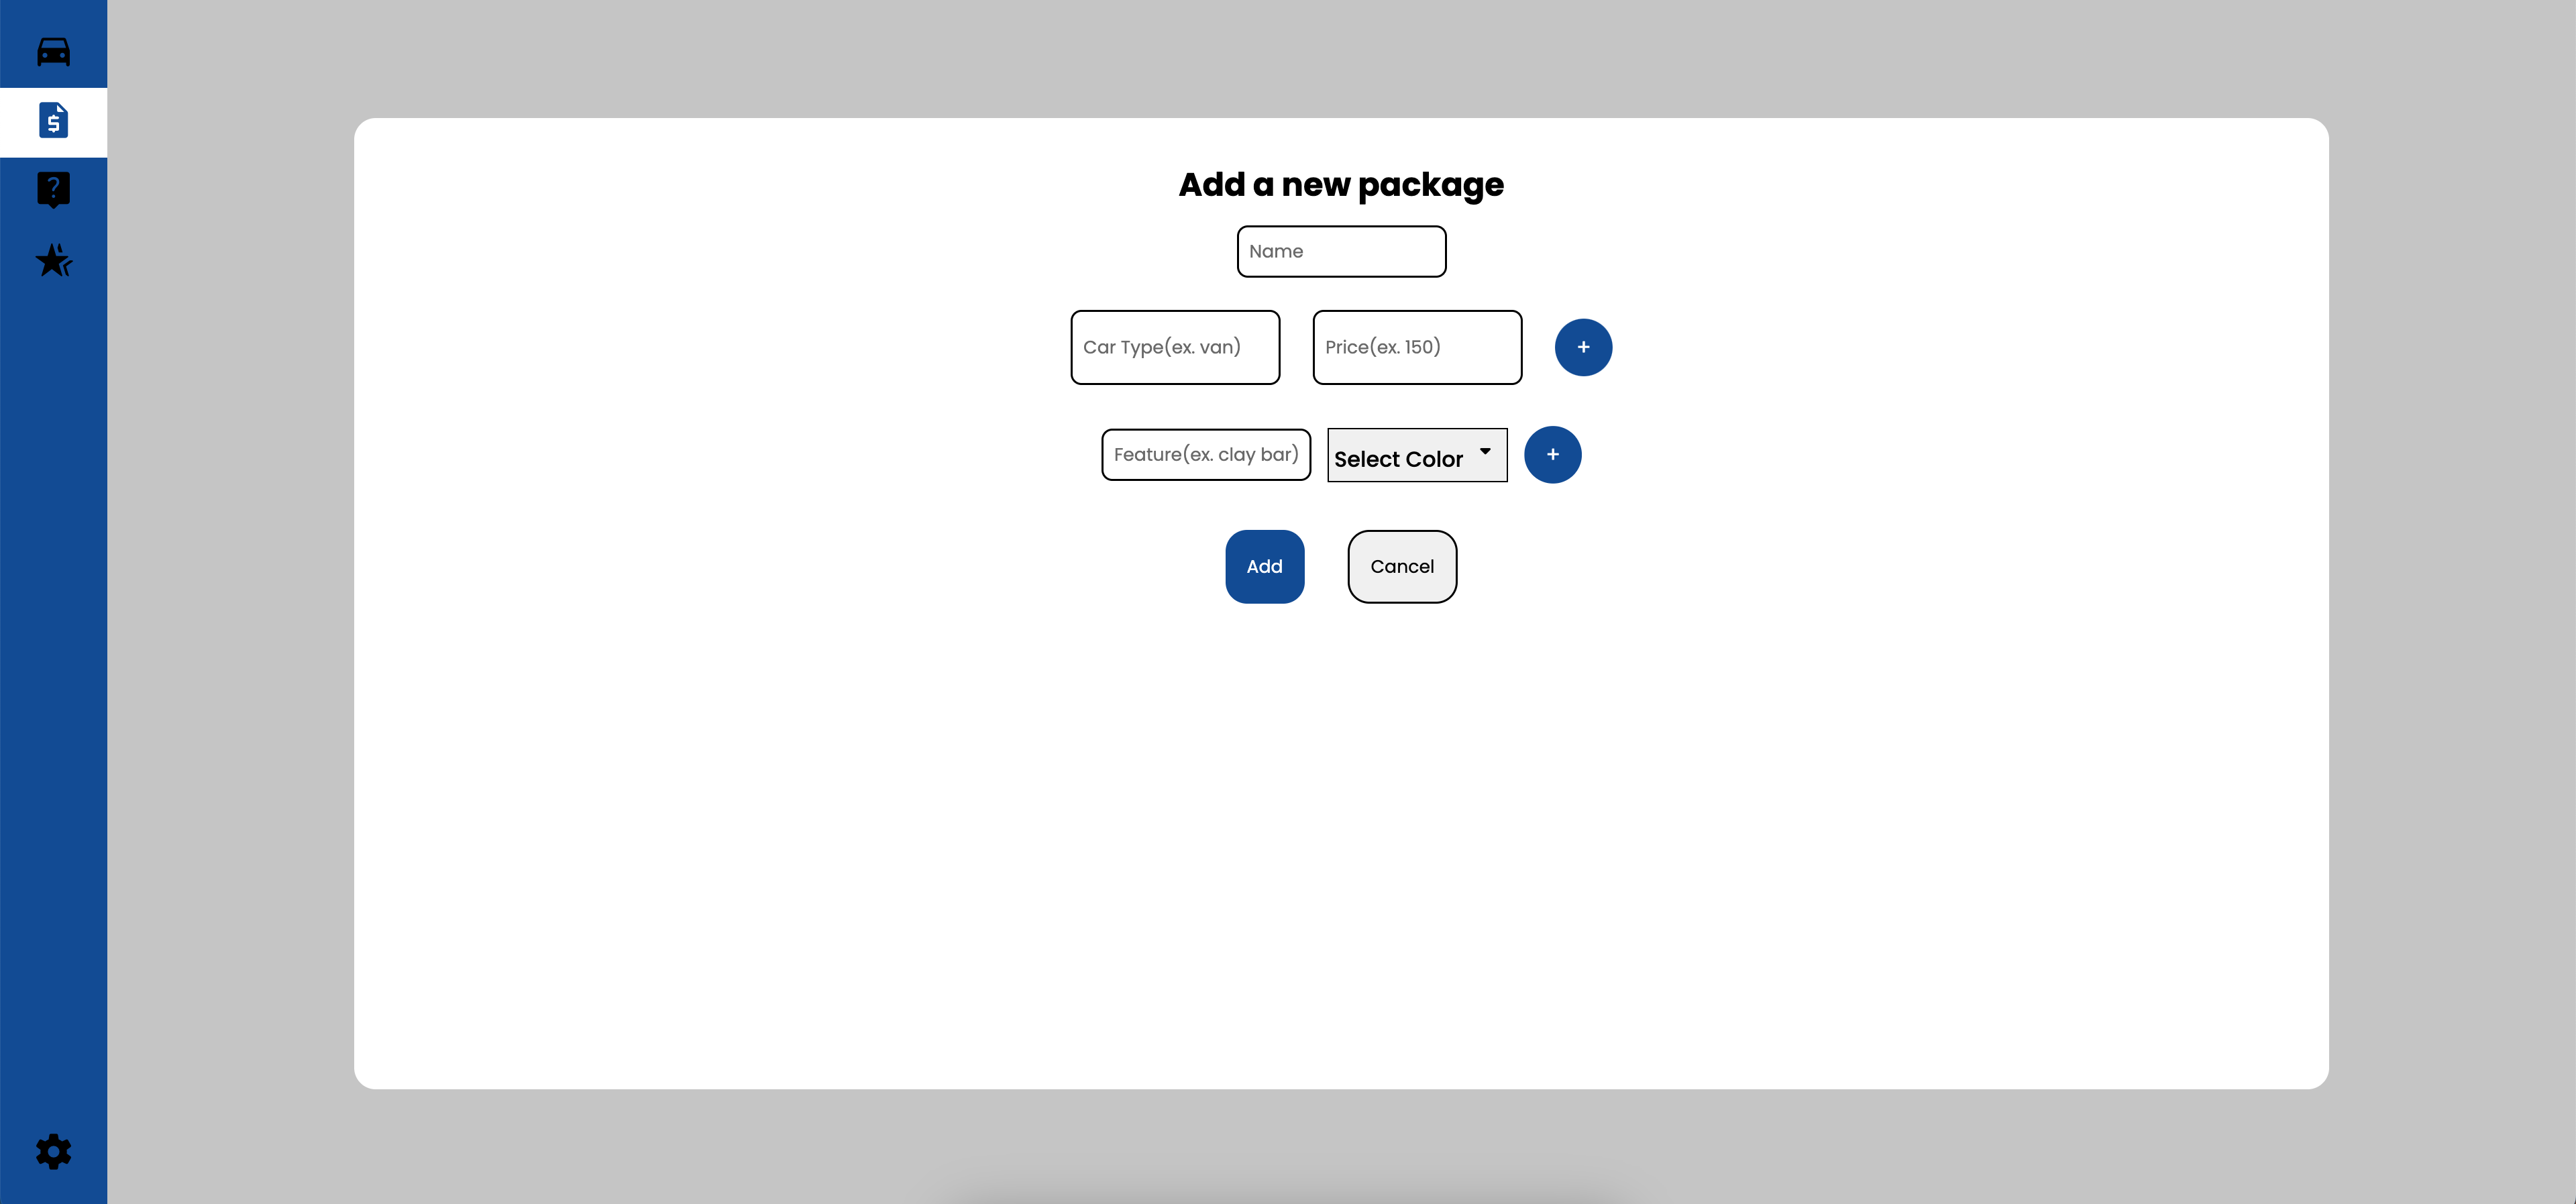 Add a new package
Name
Car Type(ex. van)
Price(ex. 150)
+
Feature(ex. clay bar)
Select Color
+
Add
Cancel